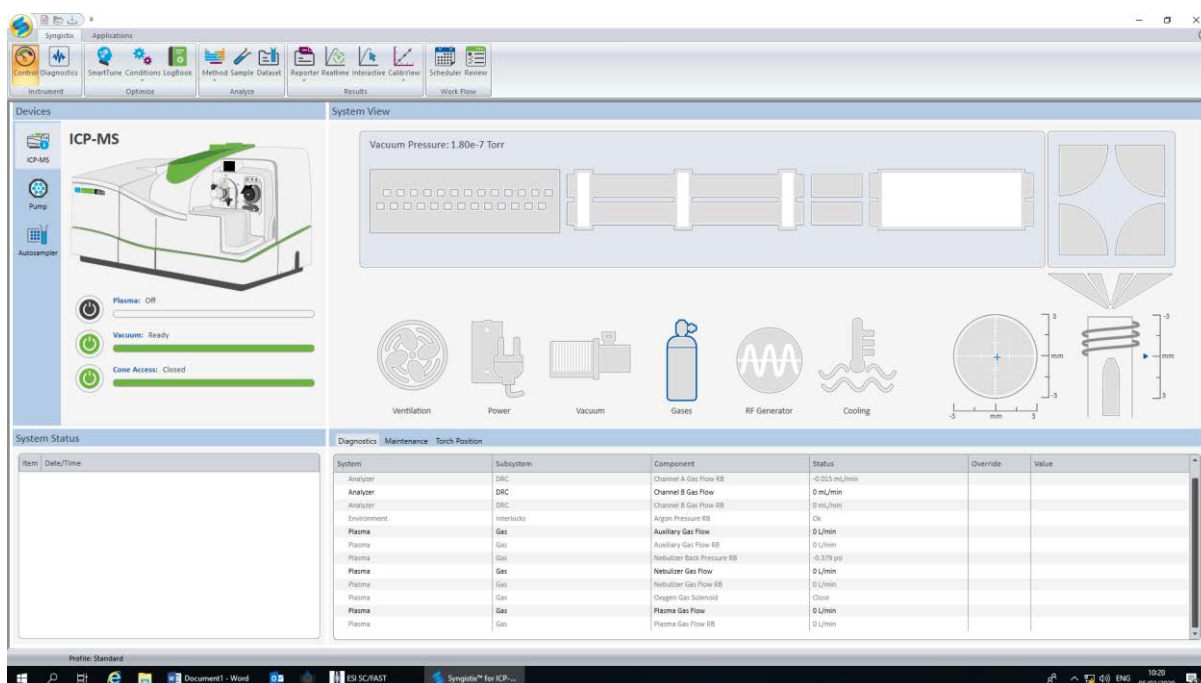 Syngistix Applications
Control Diagnostics SmartTune Conditions LogBook Method Sample Dataset Reporter Realtime Interactive CalibView Scheduler Review
Instrument Optimize Analyze Results Work Flow
Devices
ICP-MS
Pump
Autosampler
ICP-MS
Plasma: Off
Vacuum: Ready
Cone Access: Closed
System View
Vacuum Pressure: 1.80e-7 Torr
Ventilation Power Vacuum Gases RF Generator Cooling
3
mm
-3
-3 mm 3
-3
mm
3
System Status
Item Date/Time
Diagnostics Maintenance Torch Position
System Subsystem Component Status Override Value
Analyzer DRC Channel A Gas Flow RB -0.015 mL/min
Analyzer DRC Channel B Gas Flow 0 mL/min
Analyzer DRC Channel B Gas Flow RB 0 mL/min
Environment Interlocks Argon Pressure RB Ok
Plasma Gas Auxiliary Gas Flow 0 L/min
Plasma Gas Auxiliary Gas Flow RB 0 L/min
Plasma Gas Nebulizer Back Pressure RB -0.379 psi
Plasma Gas Nebulizer Gas Flow 0 L/min
Plasma Gas Nebulizer Gas Flow RB 0 L/min
Plasma Gas Oxygen Gas Solenoid Close
Plasma Gas Plasma Gas Flow 0 L/min
Plasma Gas Plasma Gas Flow RB 0 L/min
Profile: Standard
Document1 - Word ESI SC/FAST Syngistix™ for ICP-... ENG 10:20